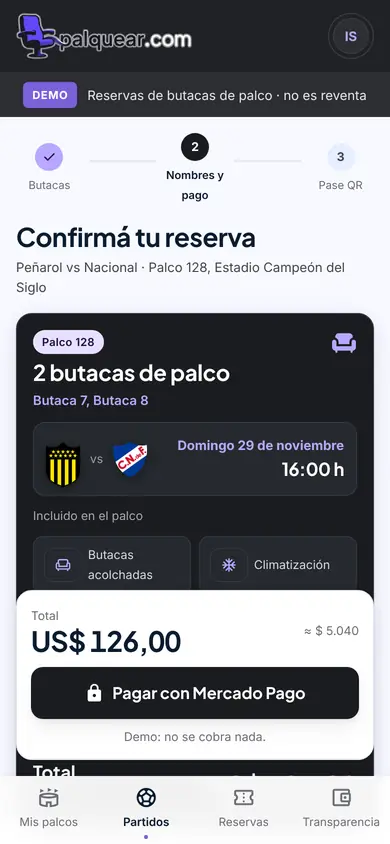 palquear.com
IS
DEMO Reservas de butacas de palco · no es reventa
2
3
Butacas
Nombres y
pago
Pase QR
Confirmá tu reserva
Peñarol vs Nacional · Palco 128, Estadio Campeón del
Siglo
Palco 128
2 butacas de palco
Butaca 7, Butaca 8
vs
C.N. de F.
Domingo 29 de noviembre
16:00 h
Incluido en el palco
Butacas
acolchadas
Climatización
Total
US$ 126,00
≈ $ 5.040
Pagar con Mercado Pago
Demo: no se cobra nada.
Total
Mis palcos
Partidos
Reservas
Transparencia